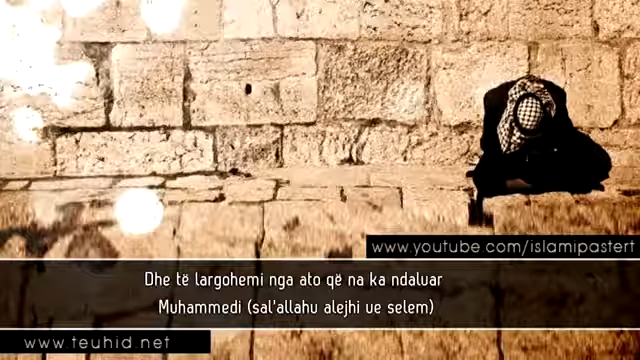 www.youtube.com/islamipastert
Dhe të largohemi nga ato që na ka ndaluar
Muhammedi (sal'allahu alejhi ue selem)
www.teuhid.net